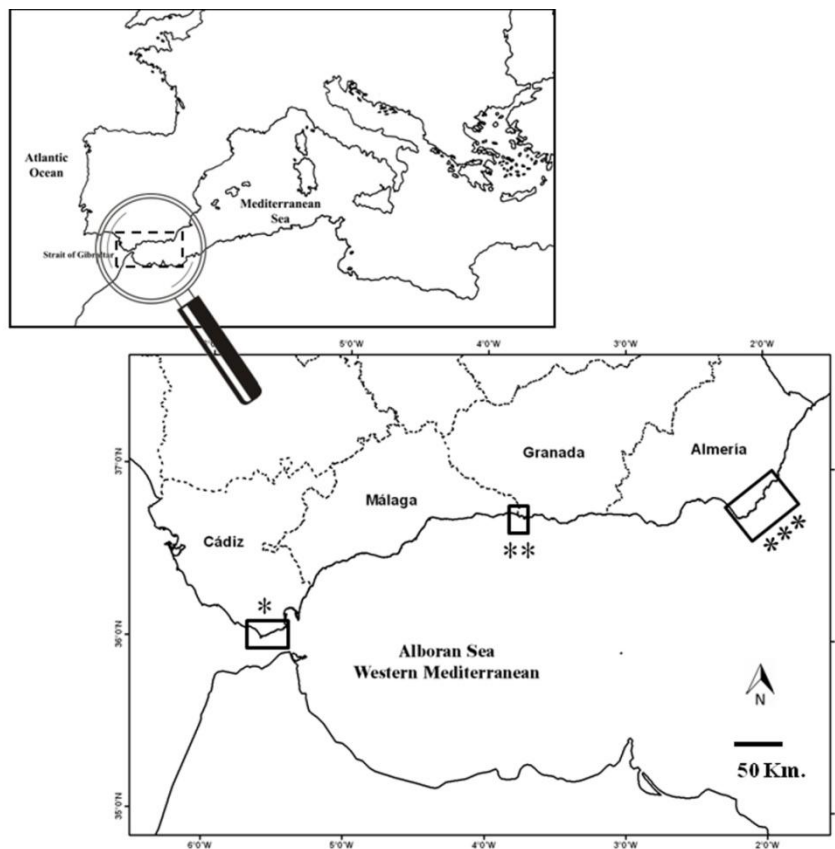 Atlantic
Ocean
Mediterranean
Sea
Strait of Gibraltar
5°0'W 4°0'W 3°0'W 2°0'W
37°0'N
Granada
Almería
Málaga
Cádiz
**
***
*
36°0'N
Alboran Sea
Western Mediterranean
N
50 Km.
35°0'N
6°0'W 5°0'W 4°0'W 3°0'W 2°0'W